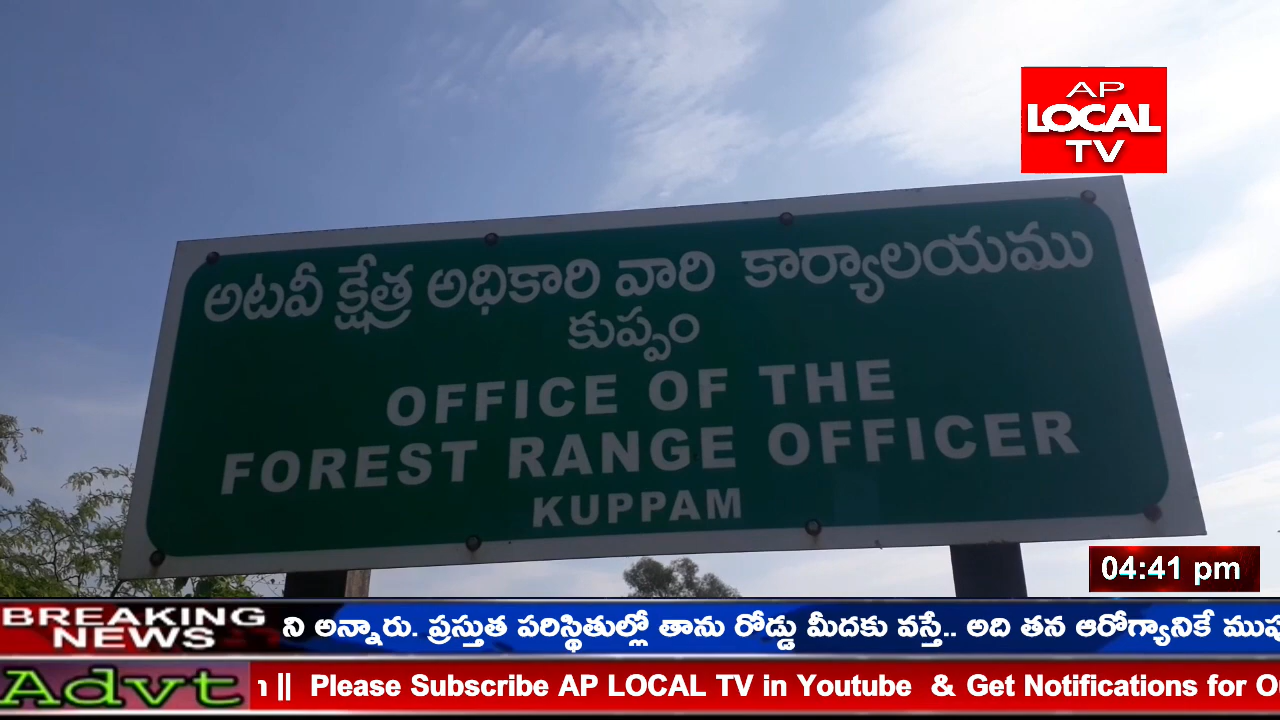 AP
LOCAL
TV
అటవీ క్షేత్ర అధికారి వారి కార్యాలయము
కుప్పం
OFFICE OF THE
FOREST RANGE OFFICER
KUPPAM
04:41 pm
BREAKING
NEWS
ని అన్నారు. ప్రస్తుత పరిస్థితుల్లో తాను రోడ్డు మీదకు వస్తే.. అది తన ఆరోగ్యానికే
Advt
|| Please Subscribe AP LOCAL TV in Youtube & Get Notifications for